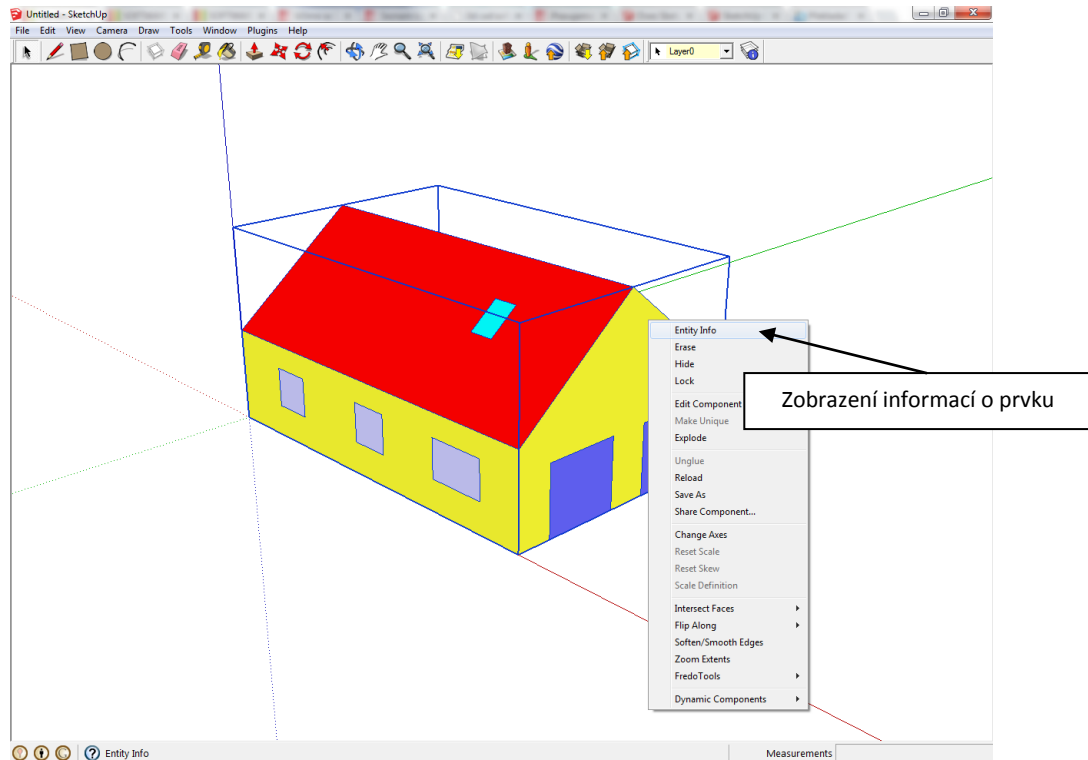 Untitled - SketchUp
File Edit View Camera Draw Tools Window Plugins Help
Layer0
Entity Info
Erase
Hide
Lock
Edit Component
Make Unique
Explode
Unglue
Reload
Save As
Share Component...
Change Axes
Reset Scale
Reset Skew
Scale Definition
Intersect Faces
Flip Along
Soften/Smooth Edges
Zoom Extents
FredoTools
Dynamic Components
Zobrazení informací o prvku
Entity Info
Measurements